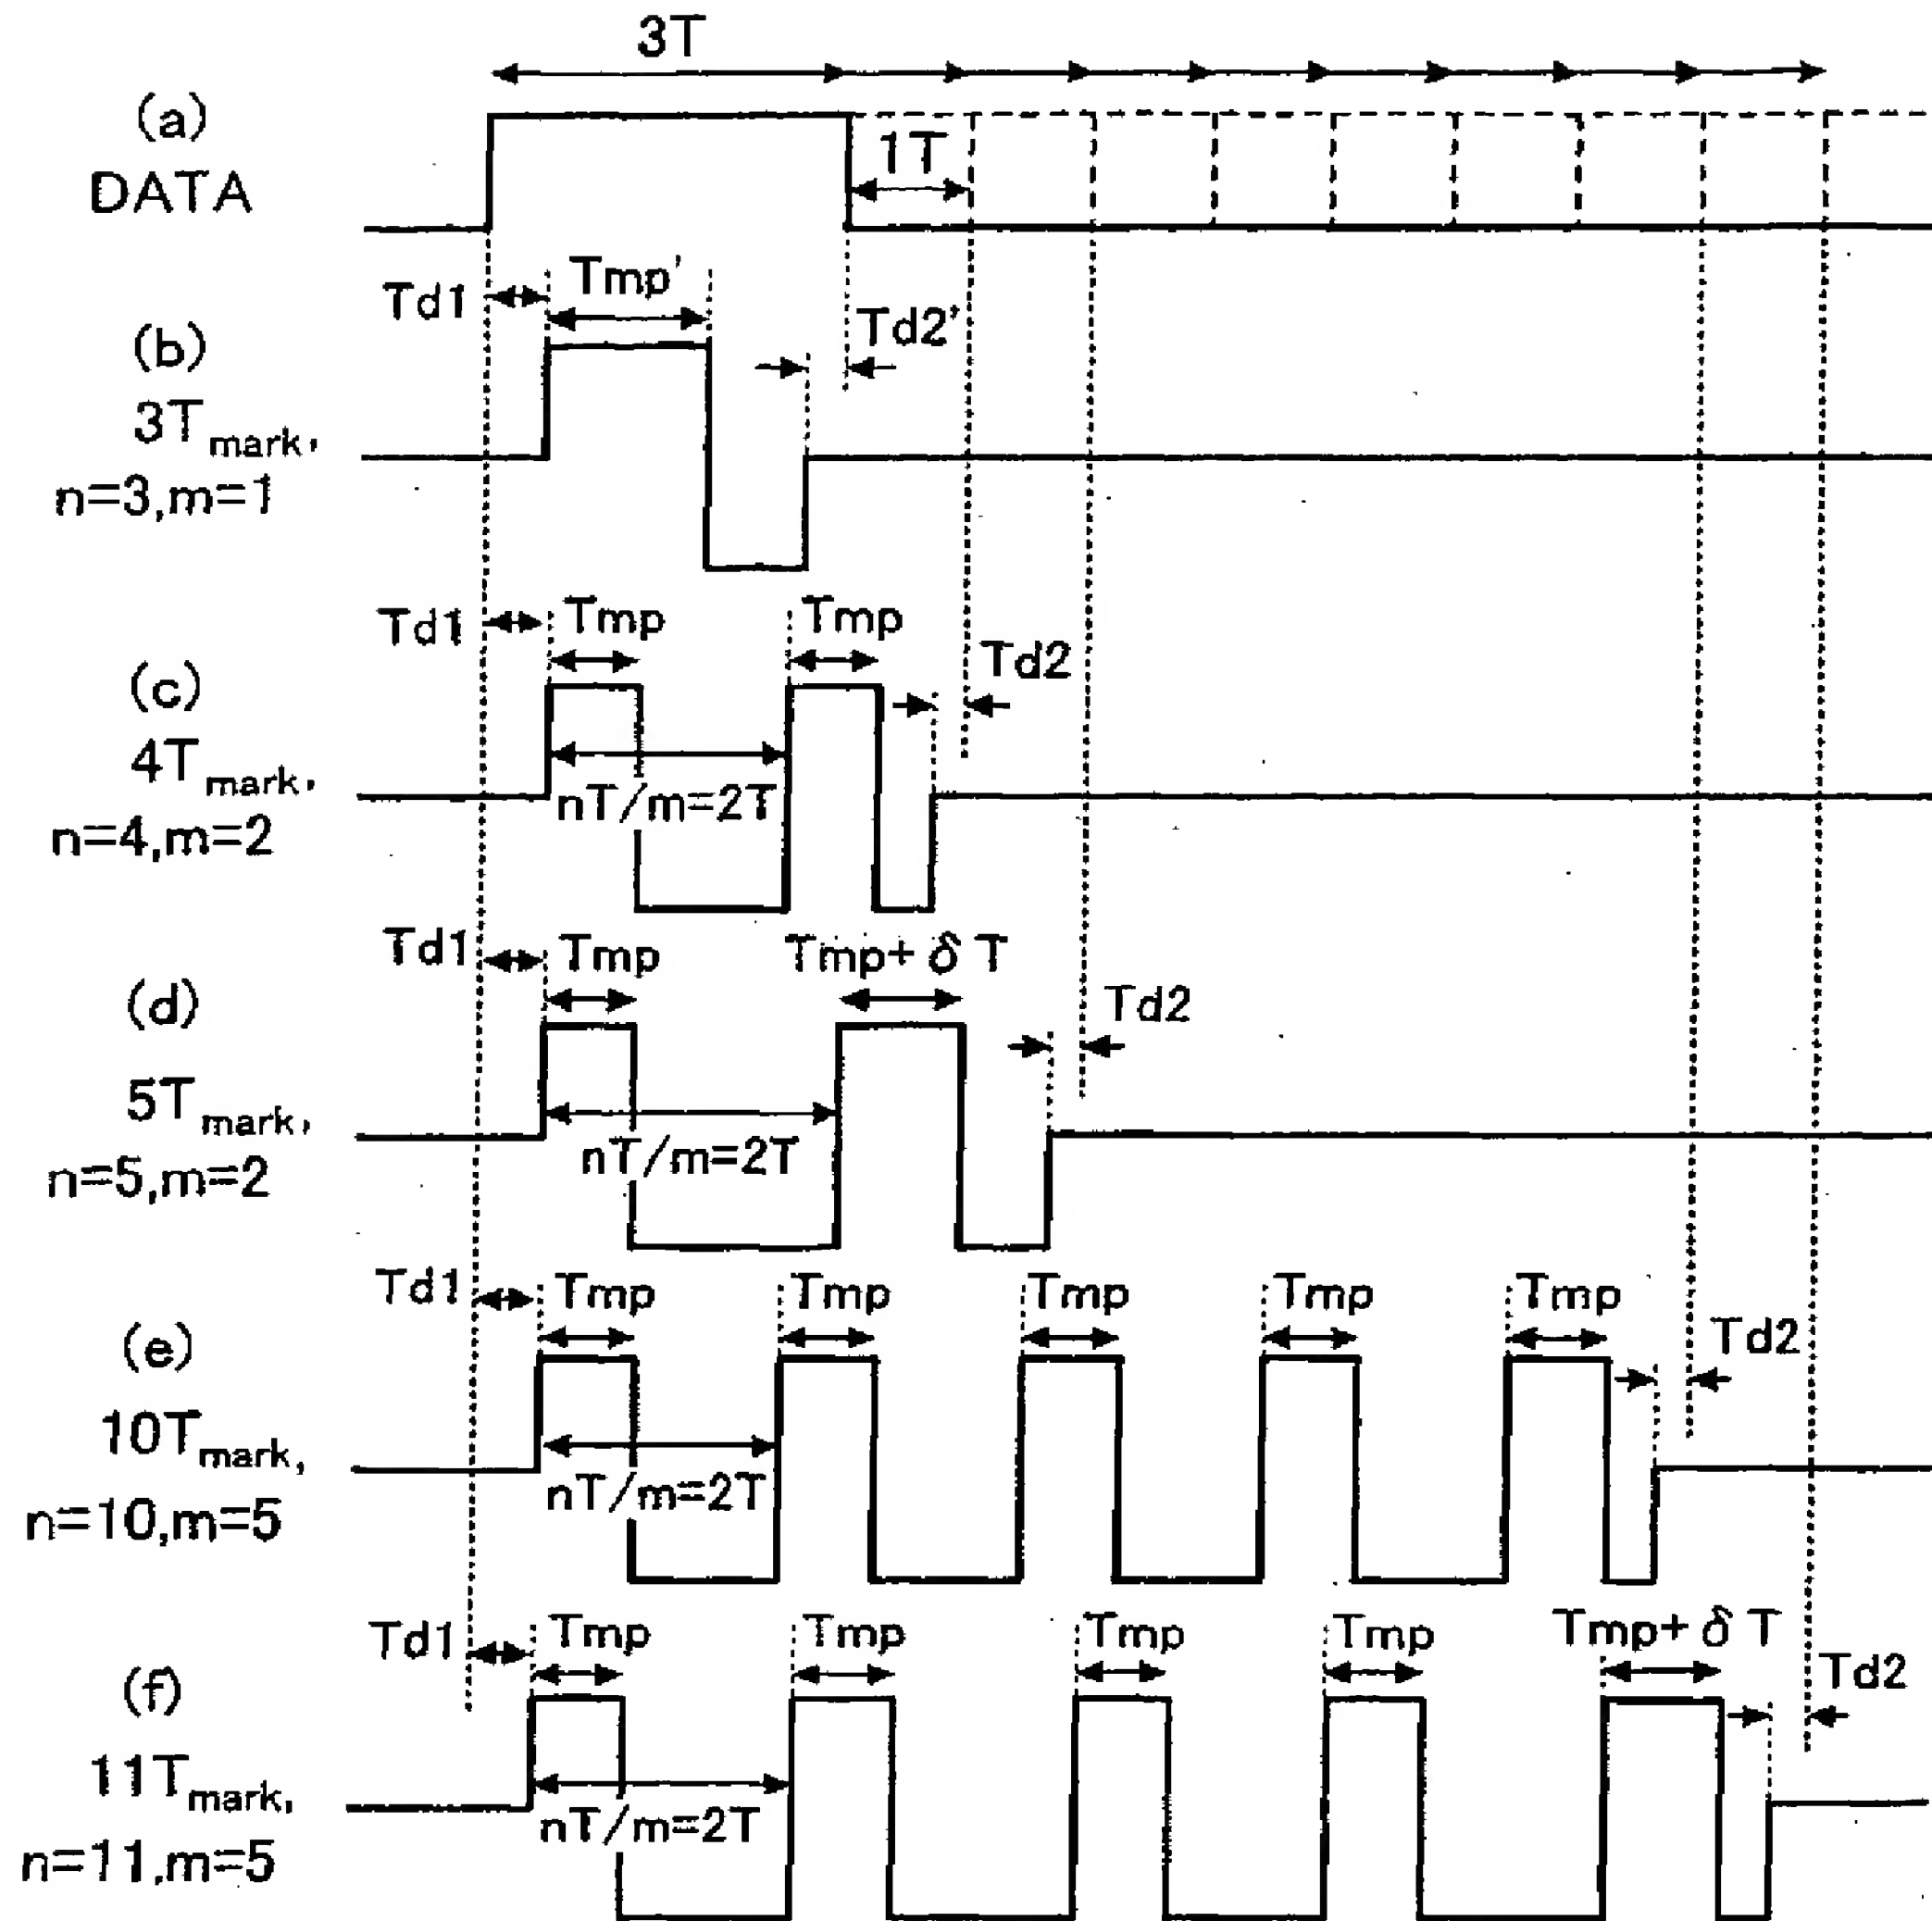 3T
(a)
DATA
1T
Td1
Tmp'
Td2'
(b)
3Tmark,
n=3,m=1
Td1
Tmp
Tmp
Td2
(c)
4Tmark,
nT/m=2T
n=4,m=2
Td1
Tmp
Tmp+δT
Td2
(d)
5Tmark,
nT/m=2T
n=5,m=2
Td1
Tmp
Tmp
Tmp
Tmp
Tmp
Td2
(e)
10Tmark,
nT/m=2T
n=10,m=5
Td1
Tmp
Tmp
Tmp
Tmp
Tmp+δT
Td2
(f)
11Tmark,
nT/m=2T
n=11,m=5